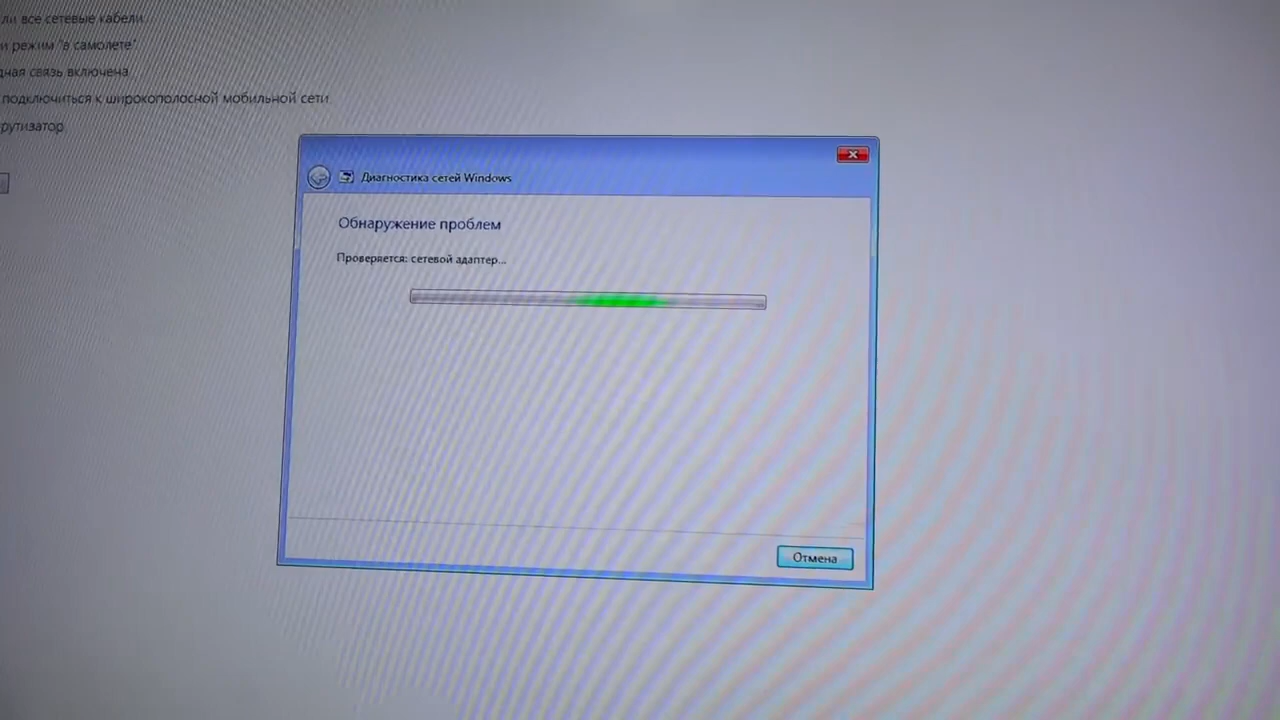 ли все сетевые кабели.
и режим "в самолете"
дная связь включена
подключиться к широкополосной мобильной сети.
рутизатор.
Диагностика сетей Windows
Обнаружение проблем
Проверяется: сетевой адаптер...
Отмена